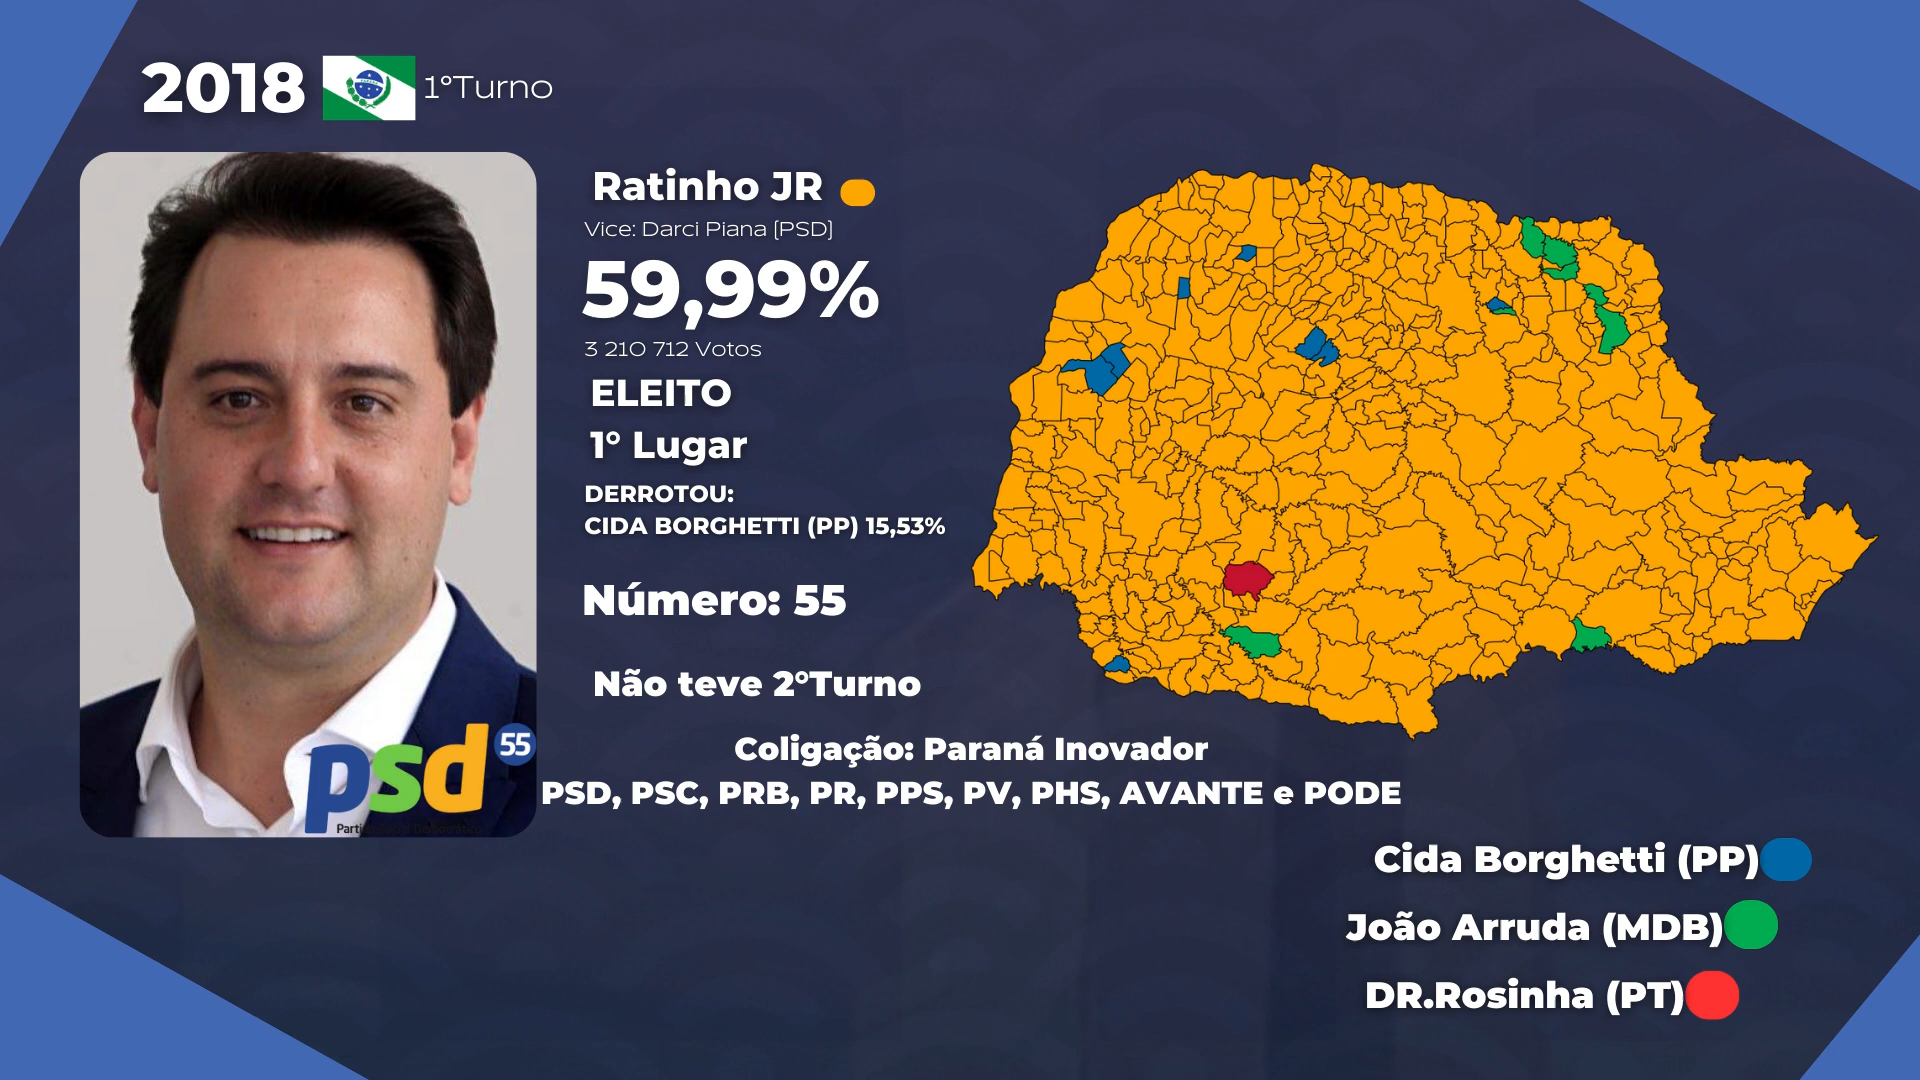 2018
1°Turno
Ratinho JR
Vice: Darci Piana [PSD]
59,99%
3 210 712 Votos
ELEITO
1° Lugar
DERROTOU:
CIDA BORGHETTI (PP) 15,53%
Número: 55
Não teve 2°Turno
psd 55
Coligação: Paraná Inovador
PSD, PSC, PRB, PR, PPS, PV, PHS, AVANTE e PODE
Cida Borghetti (PP)
João Arruda (MDB)
DR.Rosinha (PT)